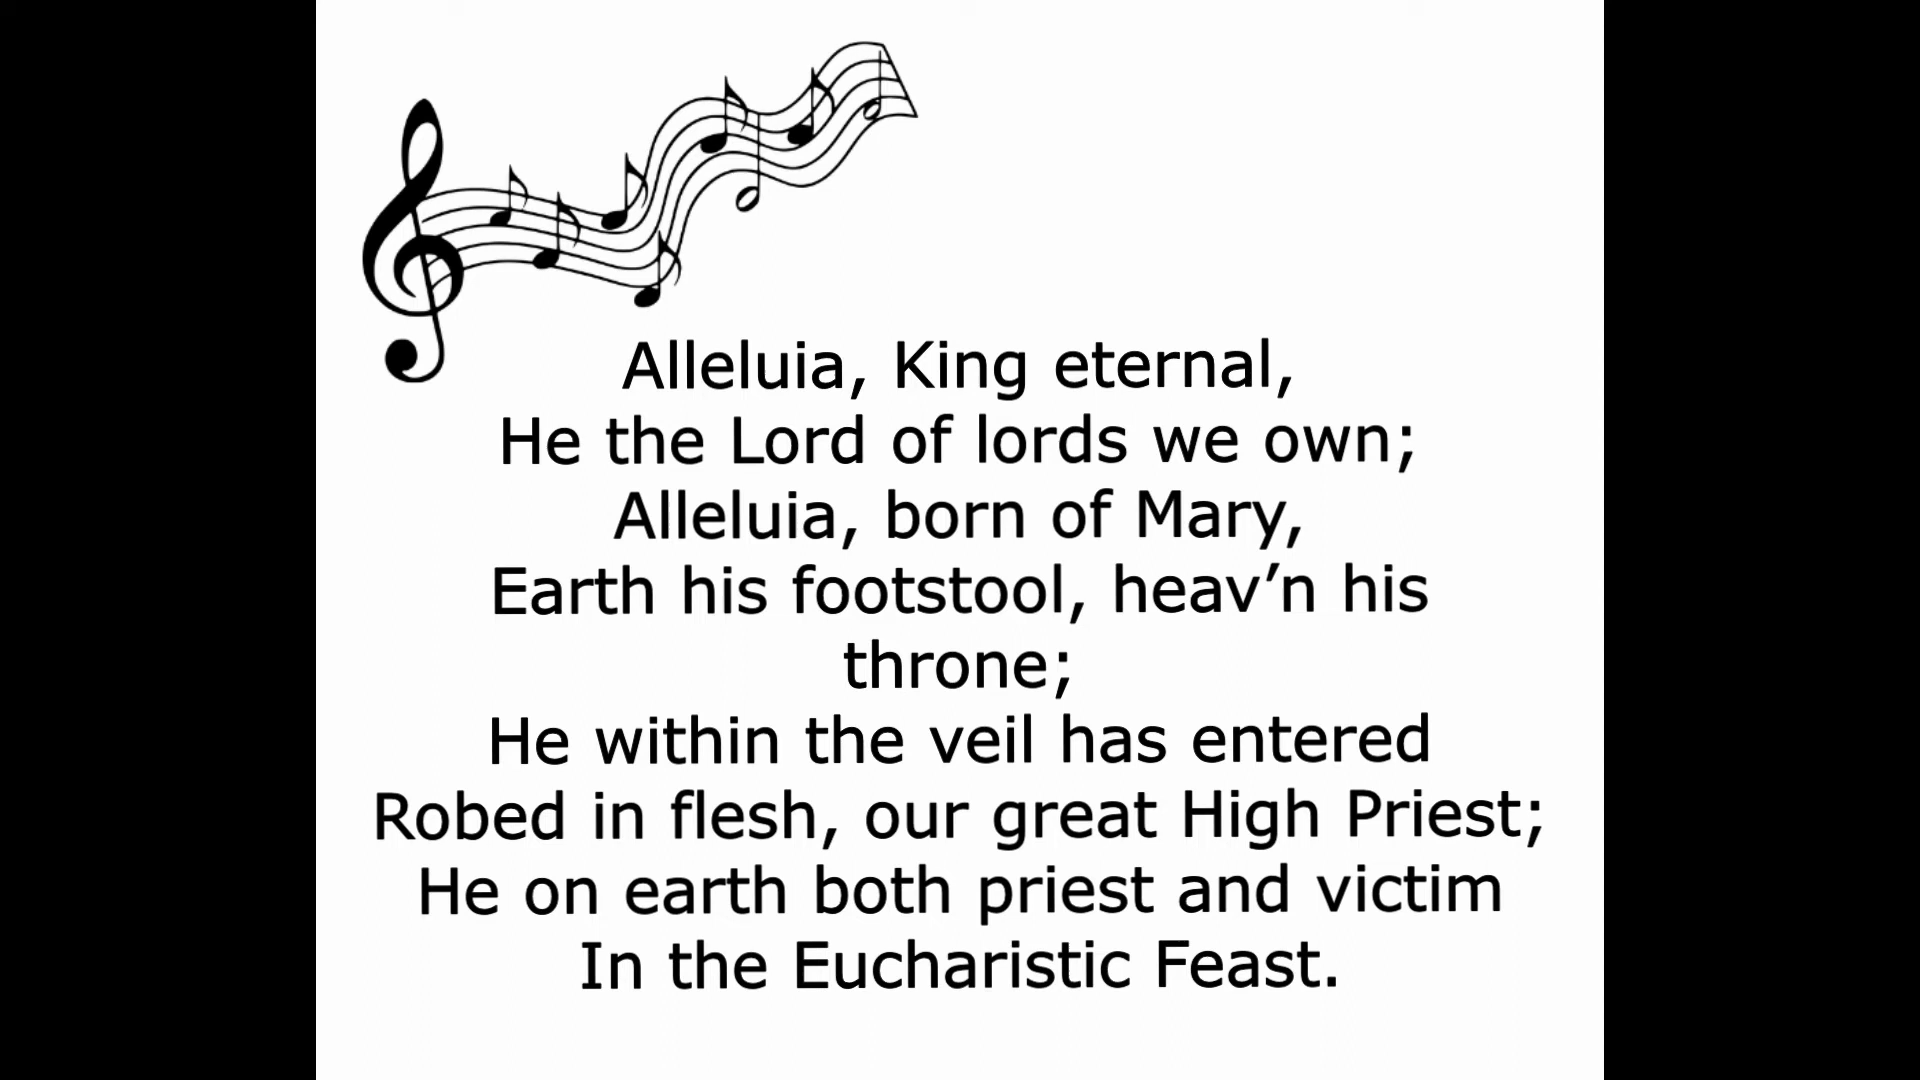 Alleluia, King eternal,
He the Lord of lords we own;
Alleluia, born of Mary,
Earth his footstool, heav’n his
throne;
He within the veil has entered
Robed in flesh, our great High Priest;
He on earth both priest and victim
In the Eucharistic Feast.